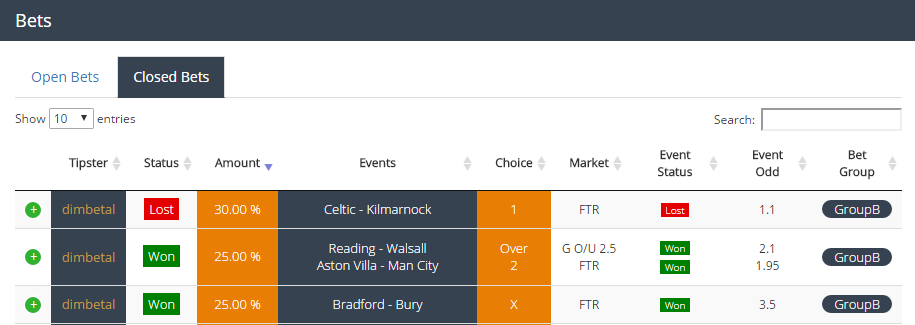 Bets
Open Bets Closed Bets
Show 10 entries Search:
Tipster Status Amount Events Choice Market Event Status Event Odd Bet Group
dimbetal Lost 30.00 % Celtic - Kilmarnock 1 FTR Lost 1.1 GroupB
dimbetal Won 25.00 % Reading - Walsall Over G O/U 2.5 Won 2.1 GroupB
Aston Villa - Man City 2 FTR Won 1.95
dimbetal Won 25.00 % Bradford - Bury X FTR Won 3.5 GroupB